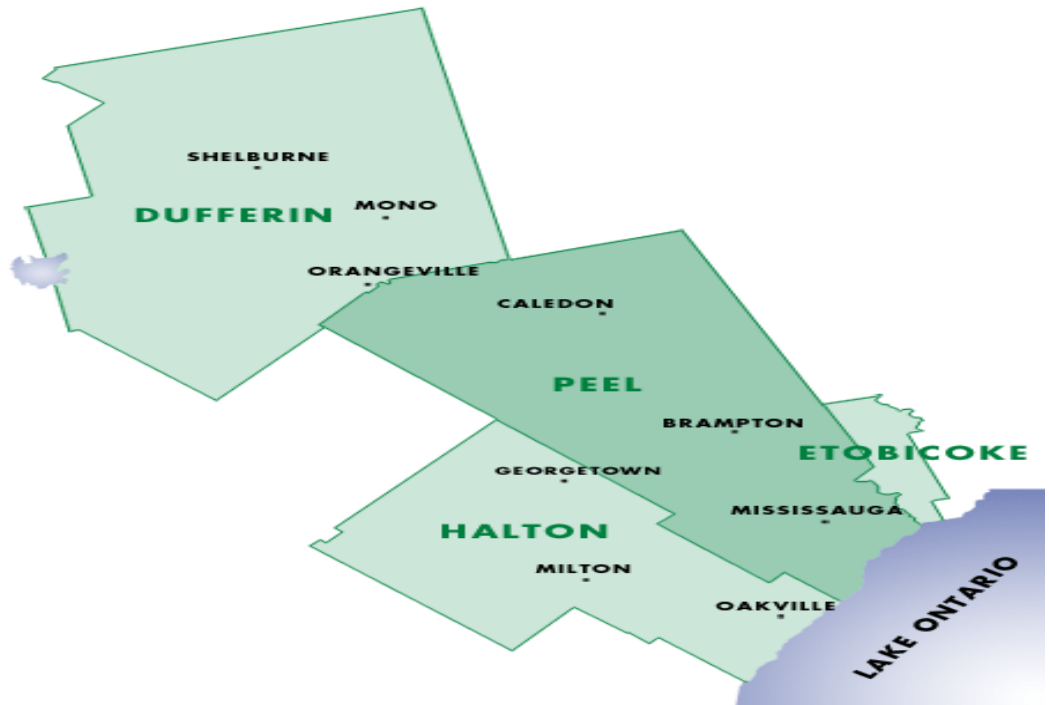 SHELBURNE
MONO
DUFFERIN
ORANGEVILLE
CALEDON
PEEL
BRAMPTON
ETOBICOKE
GEORGETOWN
MISSISSAUGA
HALTON
MILTON
OAKVILLE
LAKE ONTARIO